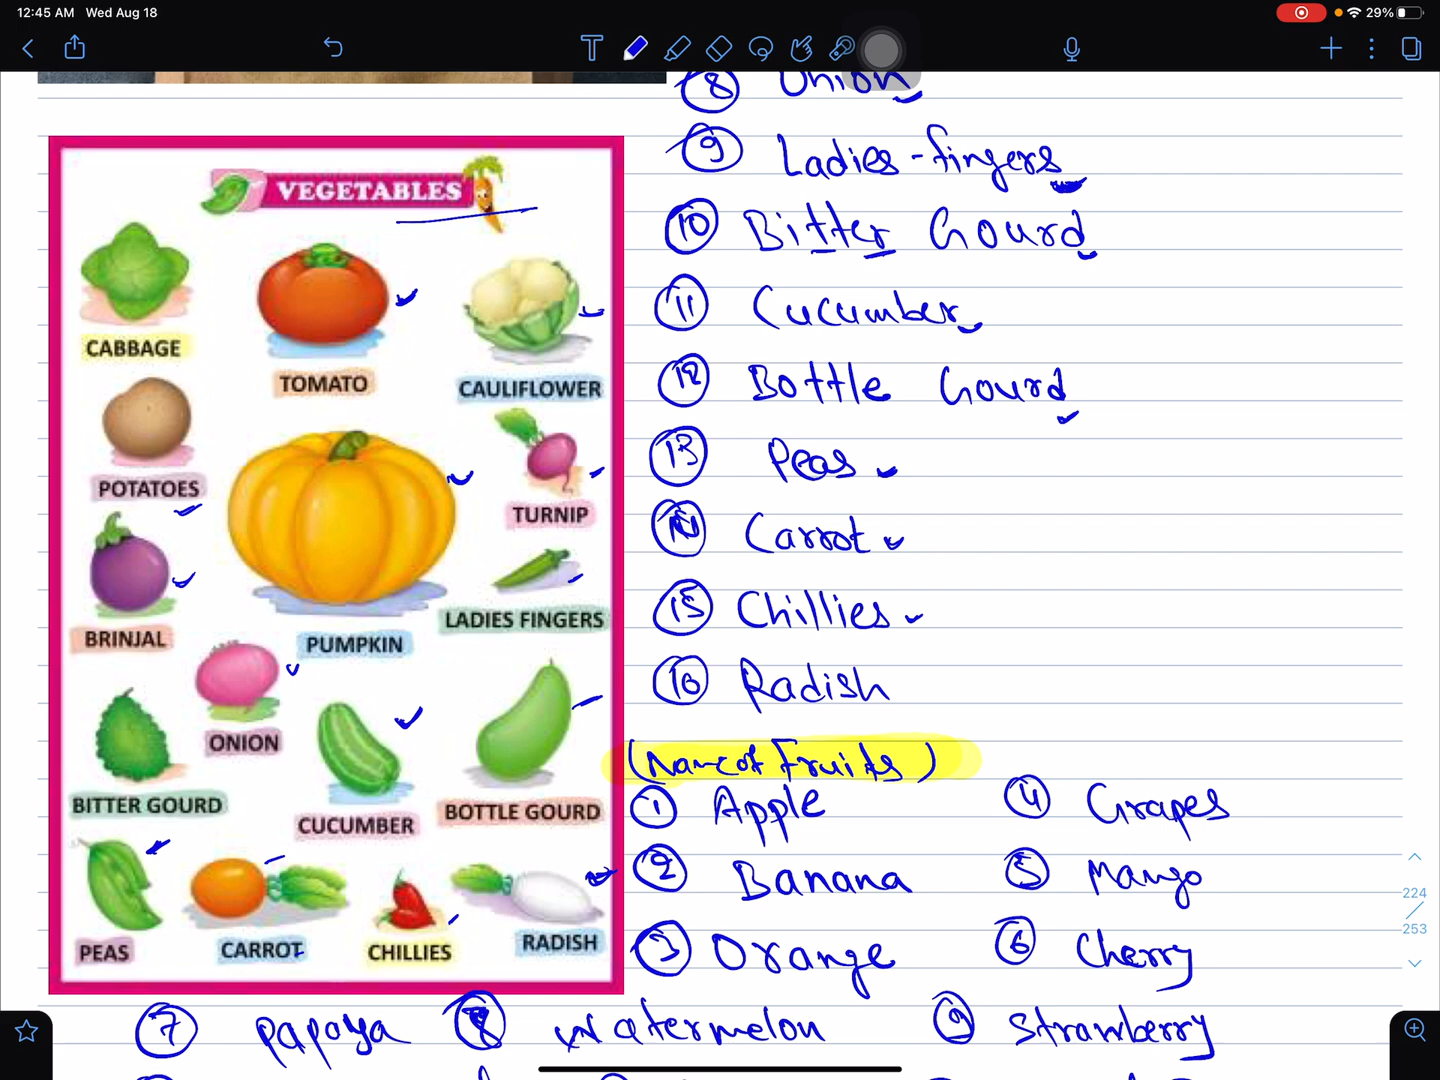 12:45 AM Wed Aug 18
29%
T
8 Onion
9 Ladies-fingers
10 Bitter Gourd
11 Cucumber
12 Bottle Gourd
13 Peas
14 Carrot
15 Chillies
16 Radish
(Name of Fruits)
1 Apple 4 Grapes
2 Banana 5 Mango
3 Orange 6 Cherry
7 Papaya 8 Watermelon 9 Strawberry
VEGETABLES
CABBAGE
TOMATO
CAULIFLOWER
POTATOES
TURNIP
BRINJAL
PUMPKIN
LADIES FINGERS
ONION
BITTER GOURD
CUCUMBER
BOTTLE GOURD
PEAS
CARROT
CHILLIES
RADISH
224
253